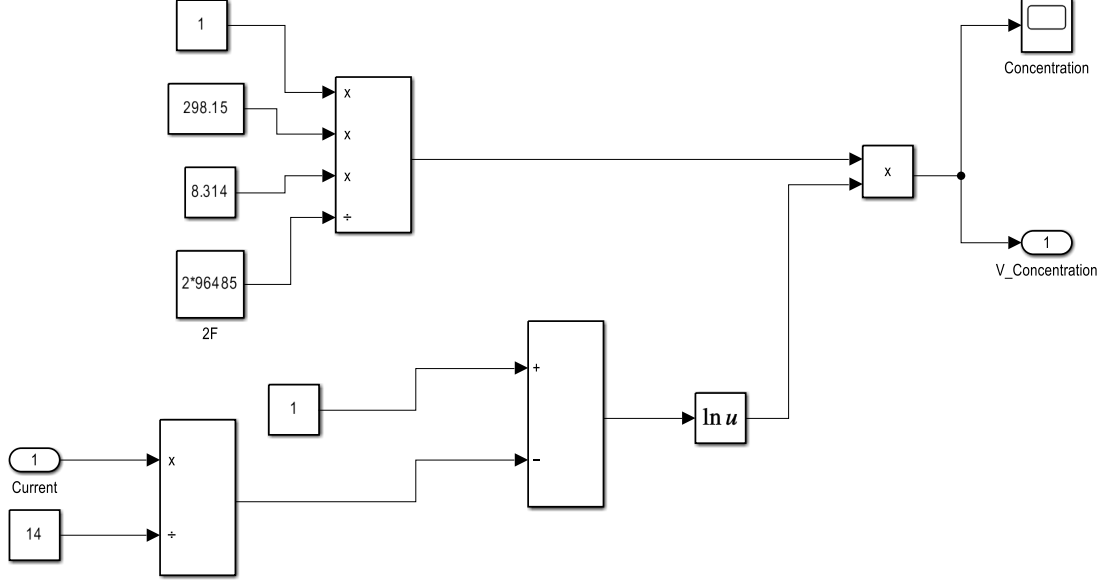 1
298.15
8.314
2*96485
2F
x
x
x
÷
x
Concentration
1
V_Concentration
1
+
−
ln u
1
Current
14
x
÷